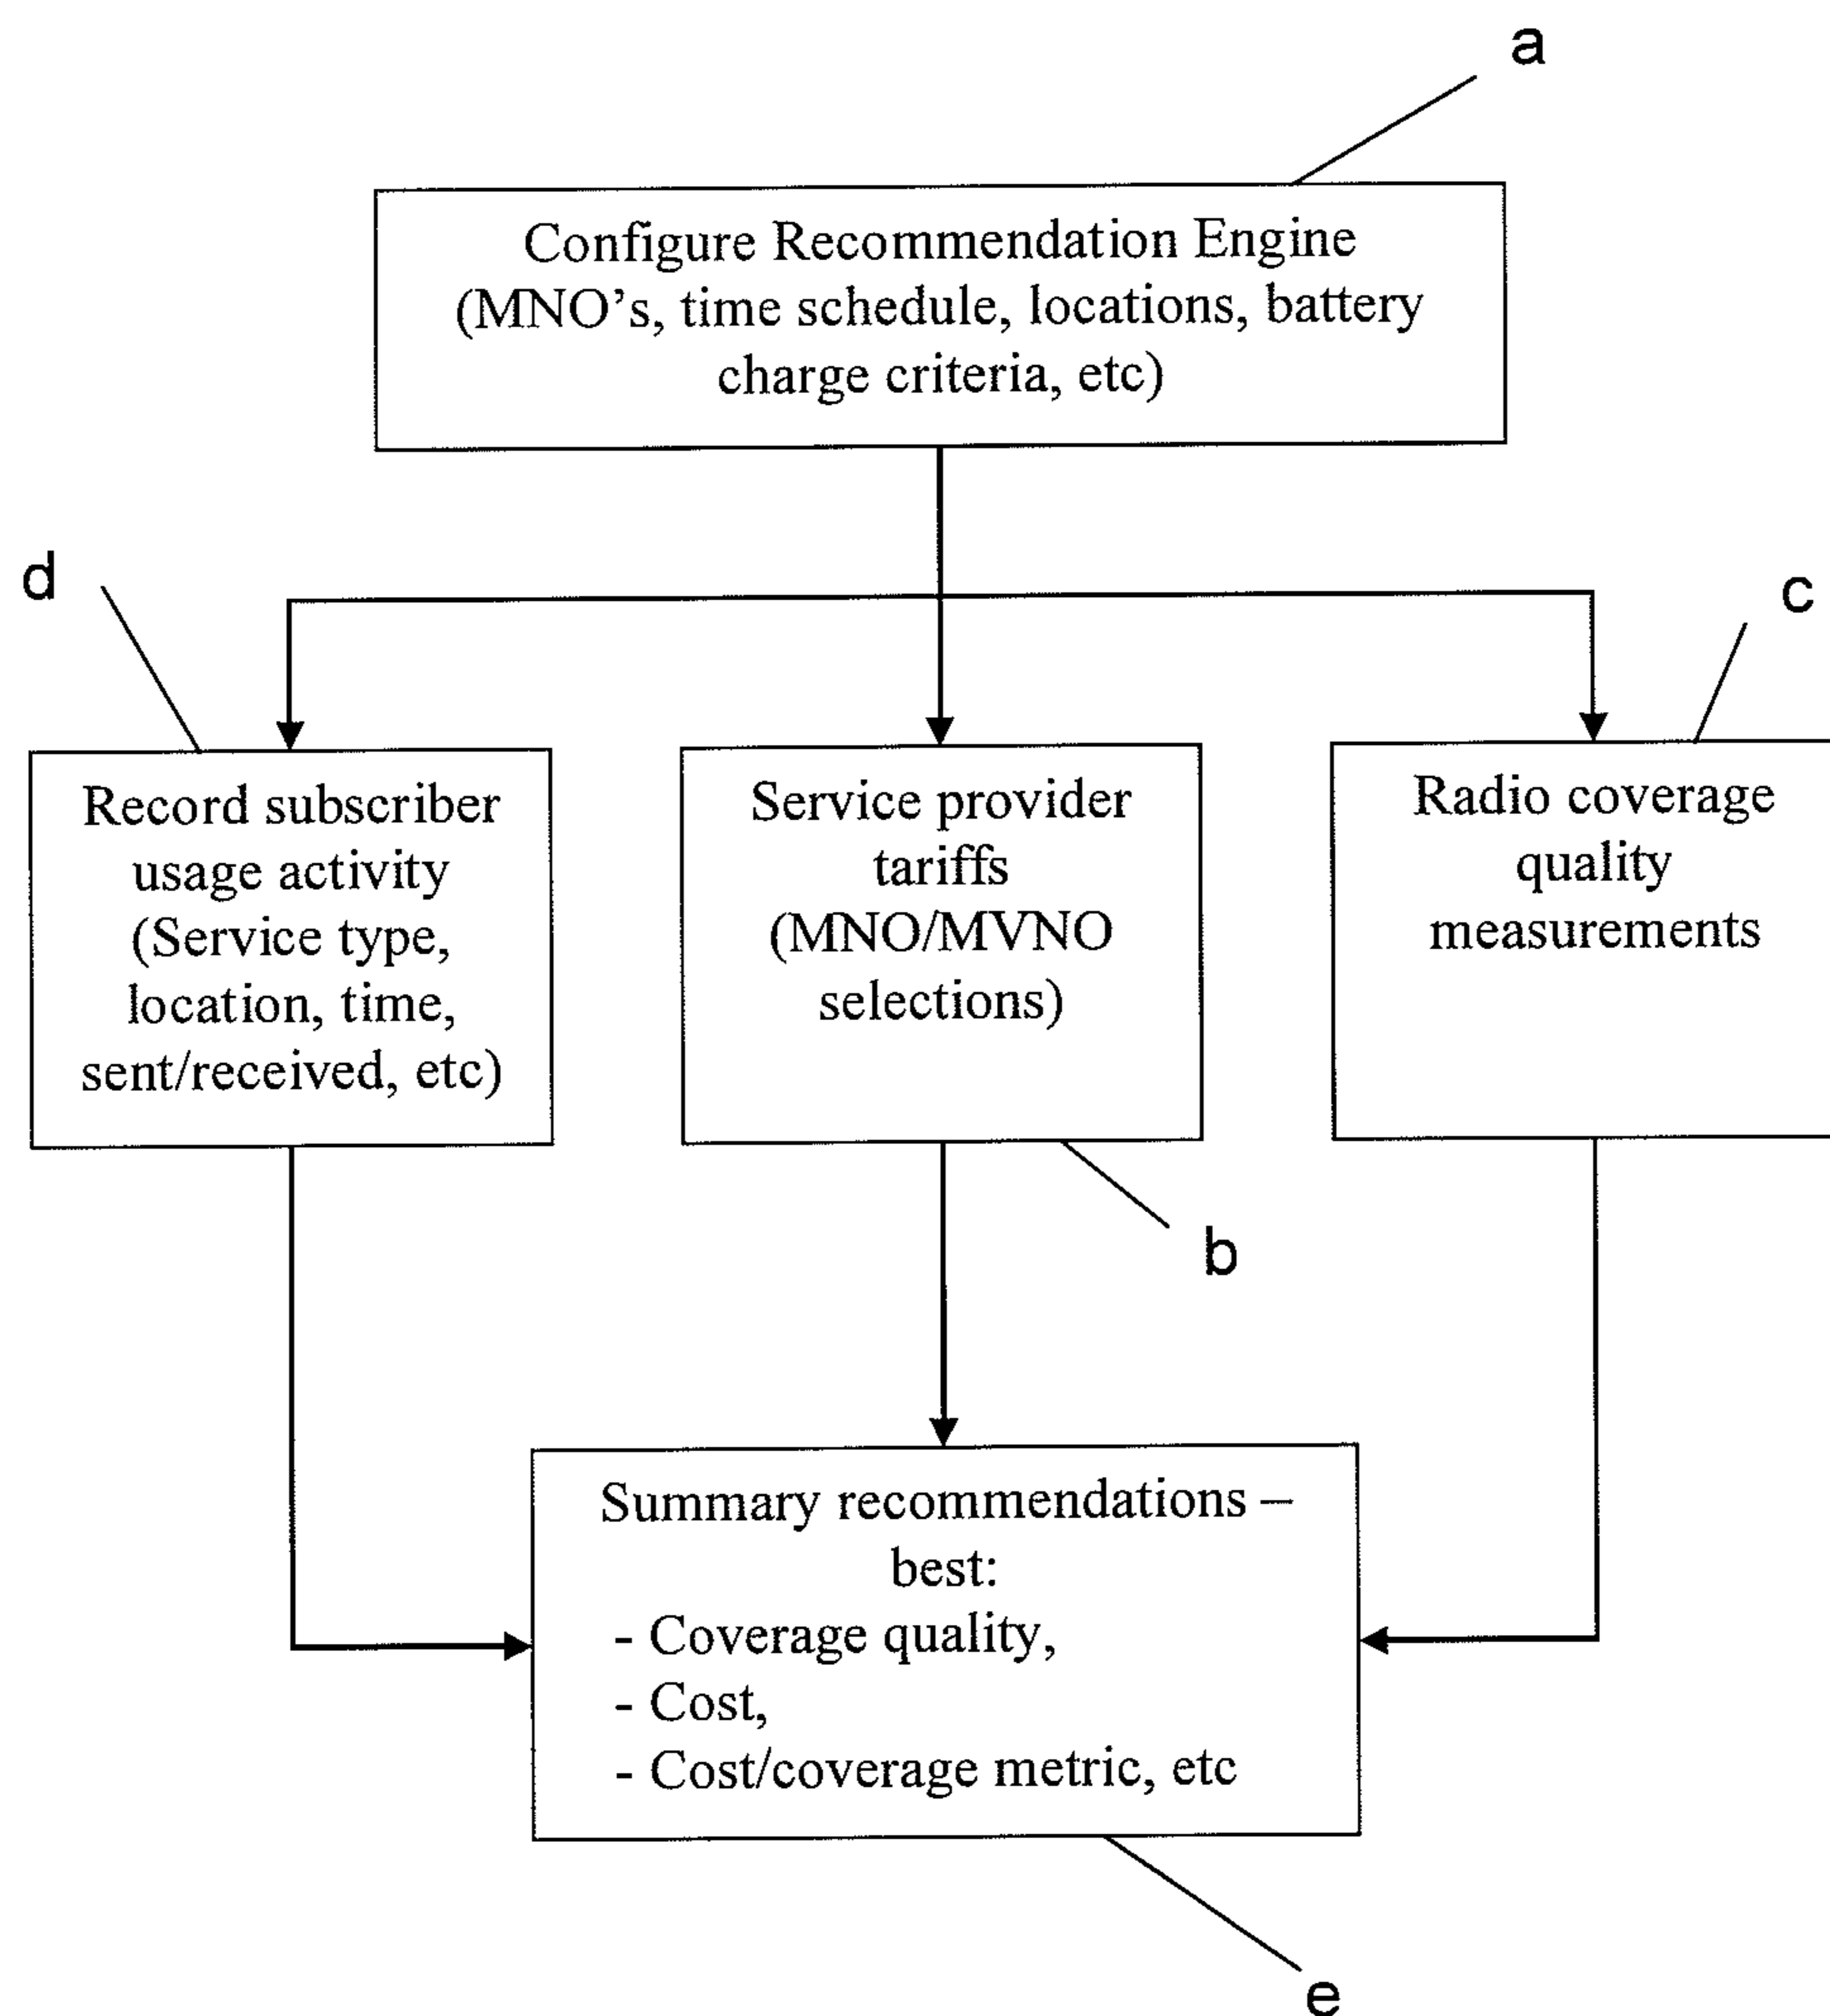 a
Configure Recommendation Engine
(MNO’s, time schedule, locations, battery
charge criteria, etc)
d
c
Record subscriber
usage activity
(Service type,
location, time,
sent/received, etc)
Service provider
tariffs
(MNO/MVNO
selections)
Radio coverage
quality
measurements
b
Summary recommendations –
best:
- Coverage quality,
- Cost,
- Cost/coverage metric, etc
e